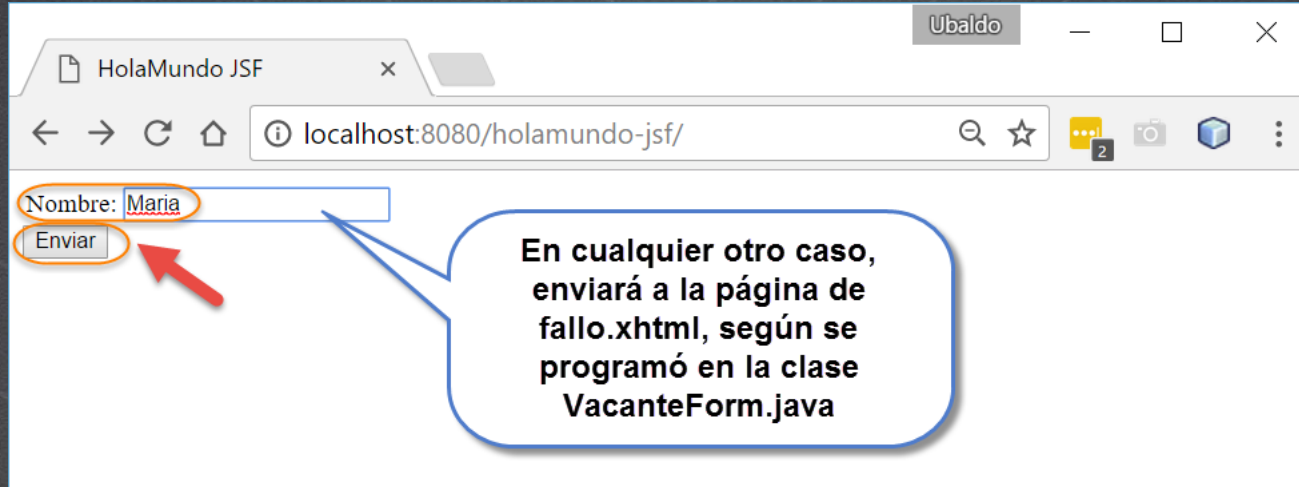 Ubaldo
HolaMundo JSF
localhost:8080/holamundo-jsf/
2
Nombre: Maria
Enviar
En cualquier otro caso,
enviará a la página de
fallo.xhtml, según se
programó en la clase
VacanteForm.java